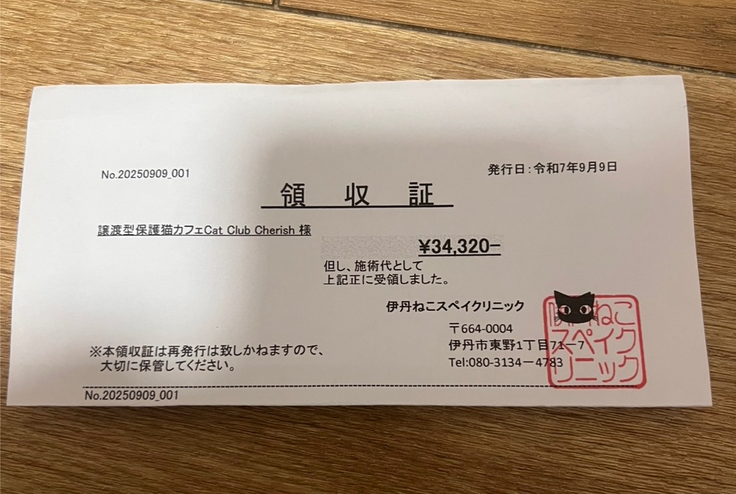 No.20250909_001
発行日:令和7年9月9日
領 収 証
譲渡型保護猫カフェCat Club Cherish 様
¥34,320−
但し、施術代として
上記正に受領しました。
伊丹ねこスペイクリニック
〒664-0004
伊丹市東野1丁目71−7
Tel:080-3134−4783
ねこ
スペイク
リニック
※本領収証は再発行は致しかねますので、
大切に保管してください。
No.20250909_001